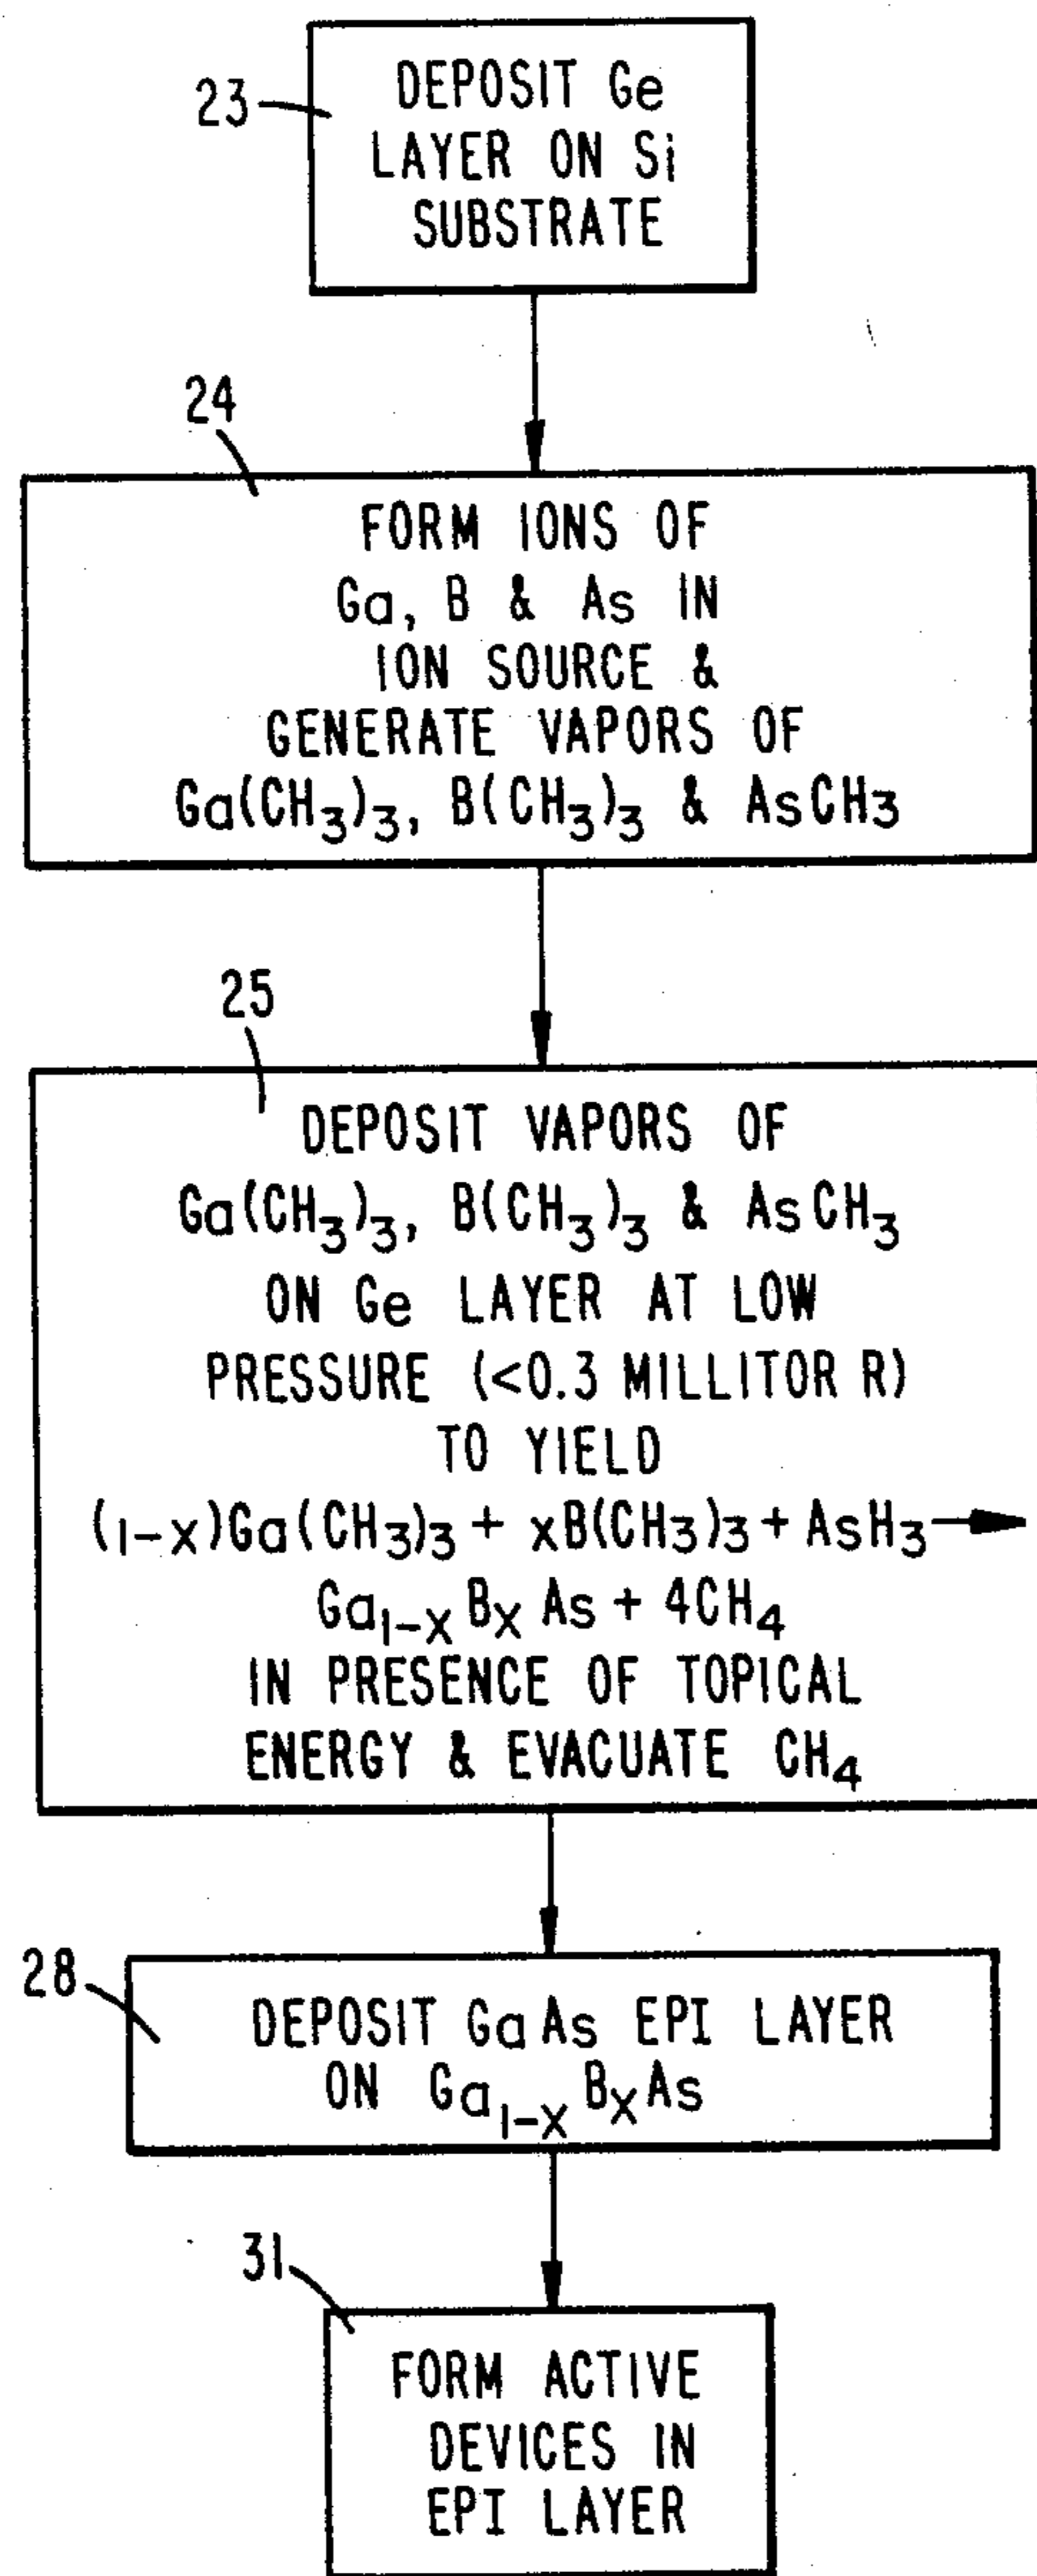 23
DEPOSIT Ge
LAYER ON Si
SUBSTRATE
24
FORM IONS OF
Ga, B & As IN
ION SOURCE &
GENERATE VAPORS OF
Ga(CH₃)₃, B(CH₃)₃ & AsCH₃
25
DEPOSIT VAPORS OF
Ga(CH₃)₃, B(CH₃)₃ & AsCH₃
ON Ge LAYER AT LOW
PRESSURE (<0.3 MILLITOR R)
TO YIELD
(1-x)Ga(CH₃)₃ + xB(CH₃)₃ + AsH₃ →
Ga₁₋ₓ Bₓ As + 4CH₄
IN PRESENCE OF TOPICAL
ENERGY & EVACUATE CH₄
28
DEPOSIT GaAs EPI LAYER
ON Ga₁₋ₓ BₓAs
31
FORM ACTIVE
DEVICES IN
EPI LAYER